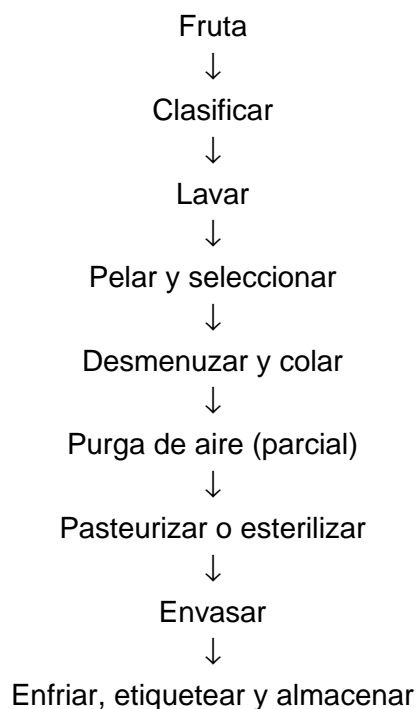 Fruta
↓
Clasificar
↓
Lavar
↓
Pelar y seleccionar
↓
Desmenuzar y colar
↓
Purga de aire (parcial)
↓
Pasteurizar o esterilizar
↓
Envasar
↓
Enfriar, etiquetear y almacenar